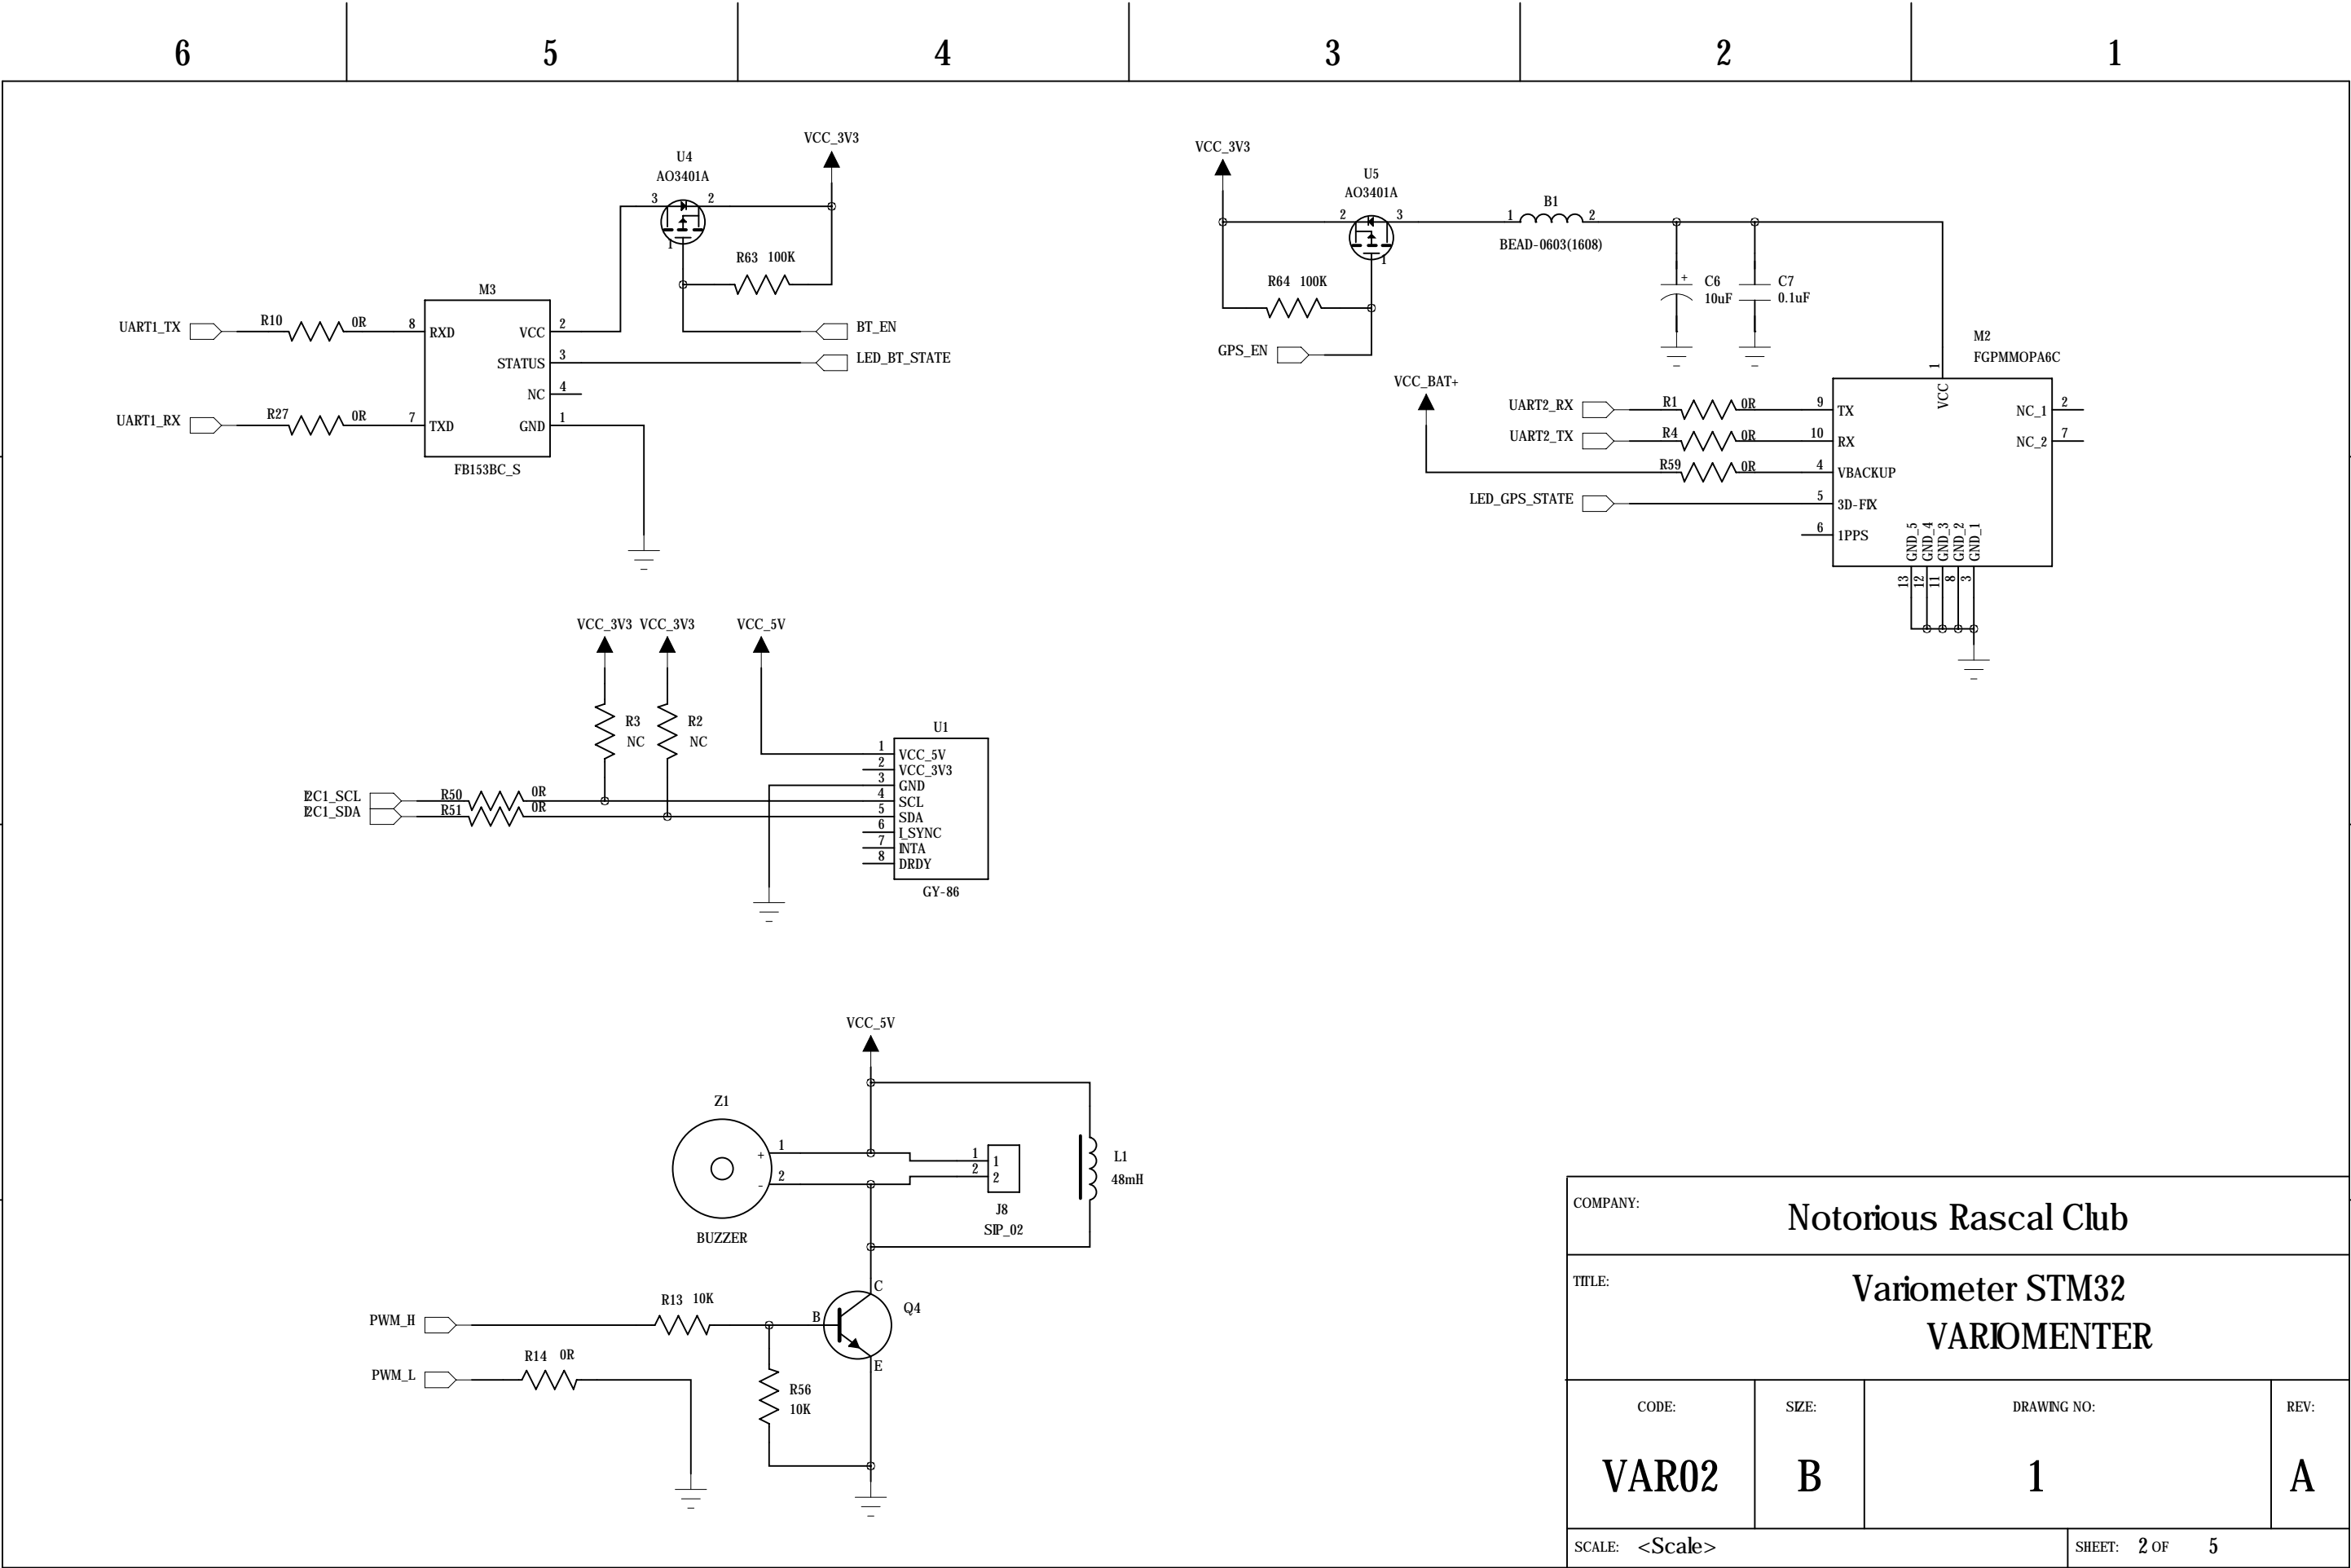 6 5 4 3 2 1
VCC_3V3
U4
AO3401A
3 2
1
R63 100K
M3
UART1_TX R10 0R 8 RXD
VCC 2
BT_EN
STATUS 3
LED_BT_STATE
NC 4
UART1_RX R27 0R 7 TXD
GND 1
FB153BC_S
VCC_3V3
U5
AO3401A
2 3
1
B1
1 2
BEAD-0603(1608)
R64 100K
GPS_EN
+ C6
10uF
C7
0.1uF
M2
FGPMMOPA6C
1
VCC
VCC_BAT+
UART2_RX R1 0R 9 TX
NC_1 2
UART2_TX R4 0R 10 RX
NC_2 7
R59 0R 4 VBACKUP
LED_GPS_STATE 5 3D-FIX
6 1PPS
GND_5 GND_4 GND_3 GND_2 GND_1
13 12 11 8 3
VCC_3V3 VCC_3V3 VCC_5V
R3
NC
R2
NC
U1
1 VCC_5V
2 VCC_3V3
3 GND
I2C1_SCL R50 0R 4 SCL
I2C1_SDA R51 0R 5 SDA
6 I_SYNC
7 INTA
8 DRDY
GY-86
VCC_5V
Z1
+ 1
- 2
BUZZER
1 1
2 2
J8
SIP_02
L1
48mH
C
Q4
PWM_H R13 10K B
E
PWM_L R14 0R
R56
10K
COMPANY:
Notorious Rascal Club
TITLE:
Variometer STM32
VARIOMENTER
CODE: SIZE: DRAWING NO: REV:
VAR02 B 1 A
SCALE: <Scale> SHEET: 2 OF 5